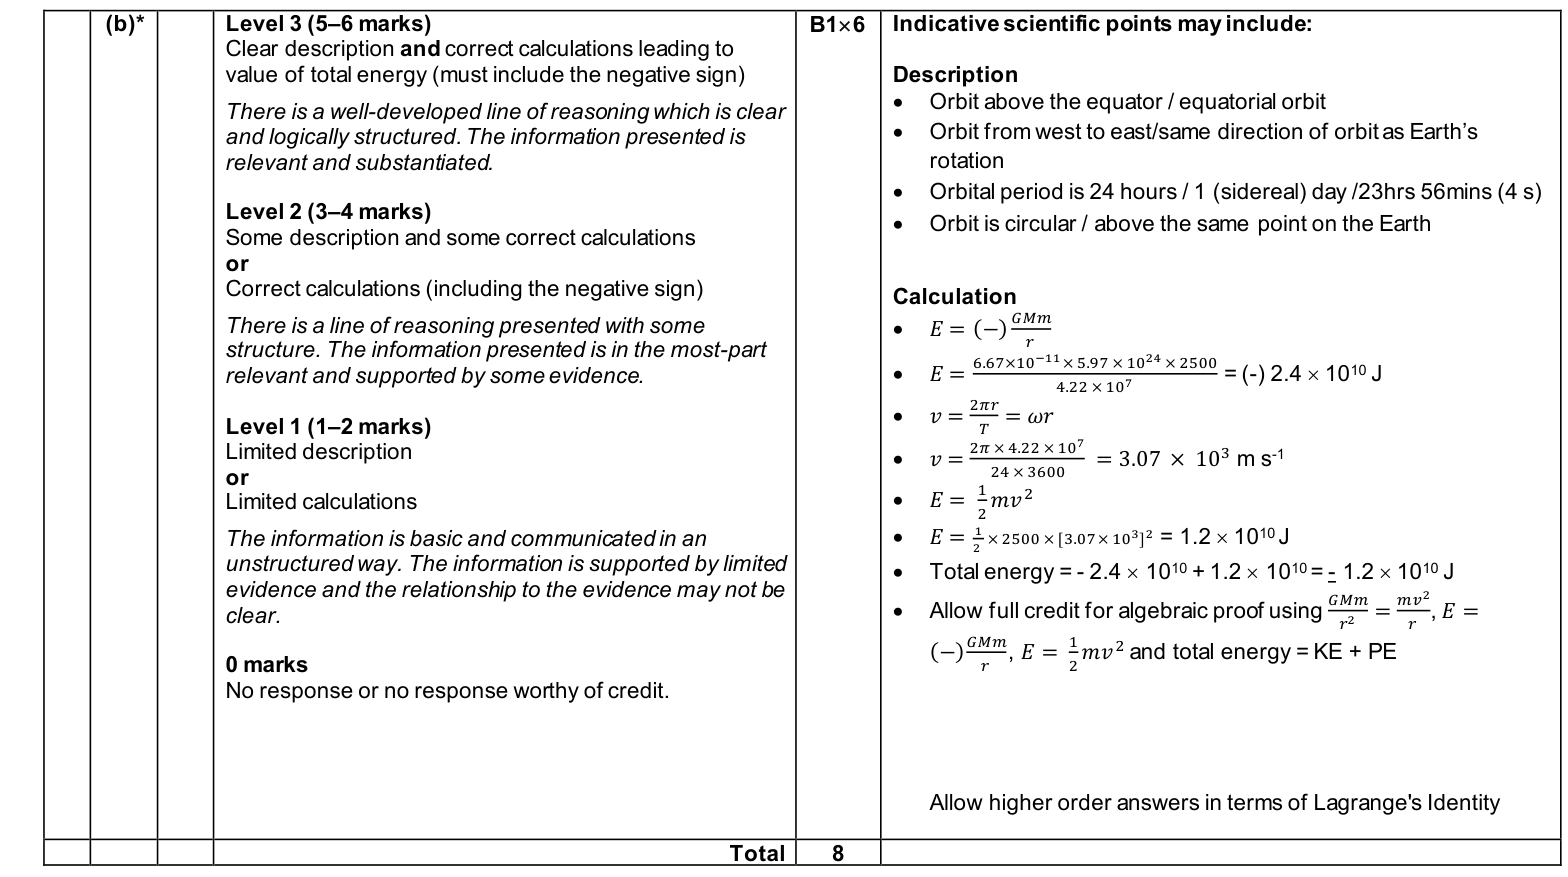 (b)*
Level 3 (5–6 marks)
Clear description and correct calculations leading to
value of total energy (must include the negative sign)
There is a well-developed line of reasoning which is clear
and logically structured. The information presented is
relevant and substantiated.
Level 2 (3–4 marks)
Some description and some correct calculations
or
Correct calculations (including the negative sign)
There is a line of reasoning presented with some
structure. The information presented is in the most-part
relevant and supported by some evidence.
Level 1 (1–2 marks)
Limited description
or
Limited calculations
The information is basic and communicated in an
unstructured way. The information is supported by limited
evidence and the relationship to the evidence may not be
clear.
0 marks
No response or no response worthy of credit.
B1×6
Indicative scientific points may include:
Description
• Orbit above the equator / equatorial orbit
• Orbit from west to east/same direction of orbit as Earth’s
rotation
• Orbital period is 24 hours / 1 (sidereal) day /23hrs 56mins (4 s)
• Orbit is circular / above the same point on the Earth
Calculation
• E = (−) GMm/r
• E = (6.67×10⁻¹¹ × 5.97 × 10²⁴ × 2500)/(4.22 × 10⁷) = (-) 2.4 × 10¹⁰ J
• v = 2πr/T = ωr
• v = (2π × 4.22 × 10⁷)/(24 × 3600) = 3.07 × 10³ m s⁻¹
• E = ½mv²
• E = ½ × 2500 × [3.07 × 10³]² = 1.2 × 10¹⁰ J
• Total energy = - 2.4 × 10¹⁰ + 1.2 × 10¹⁰ = - 1.2 × 10¹⁰ J
• Allow full credit for algebraic proof using GMm/r² = mv²/r, E =
(−) GMm/r, E = ½mv² and total energy = KE + PE
Allow higher order answers in terms of Lagrange's Identity
Total 8